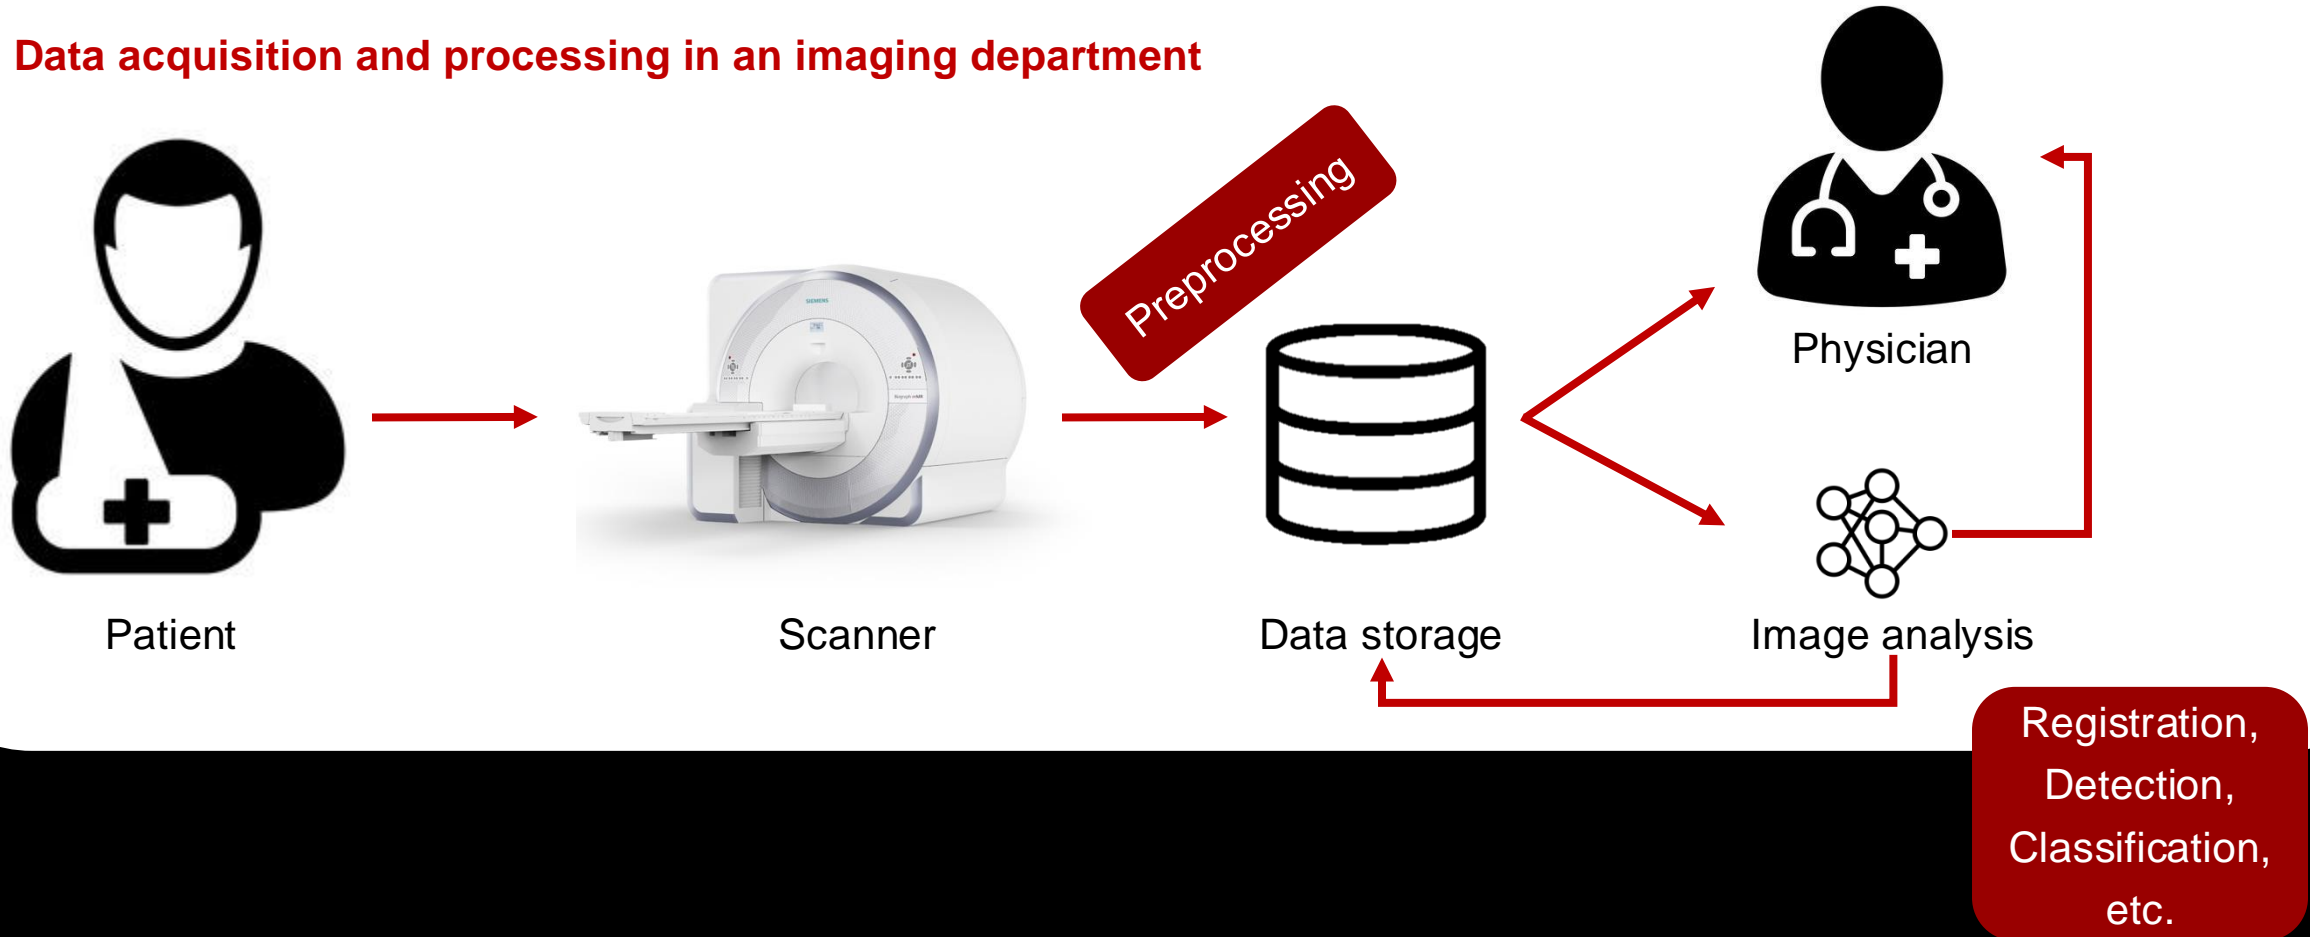 Data acquisition and processing in an imaging department
Preprocessing
SIEMENS
Physician
Patient
Scanner
Data storage
Image analysis
Registration,
Detection,
Classification,
etc.